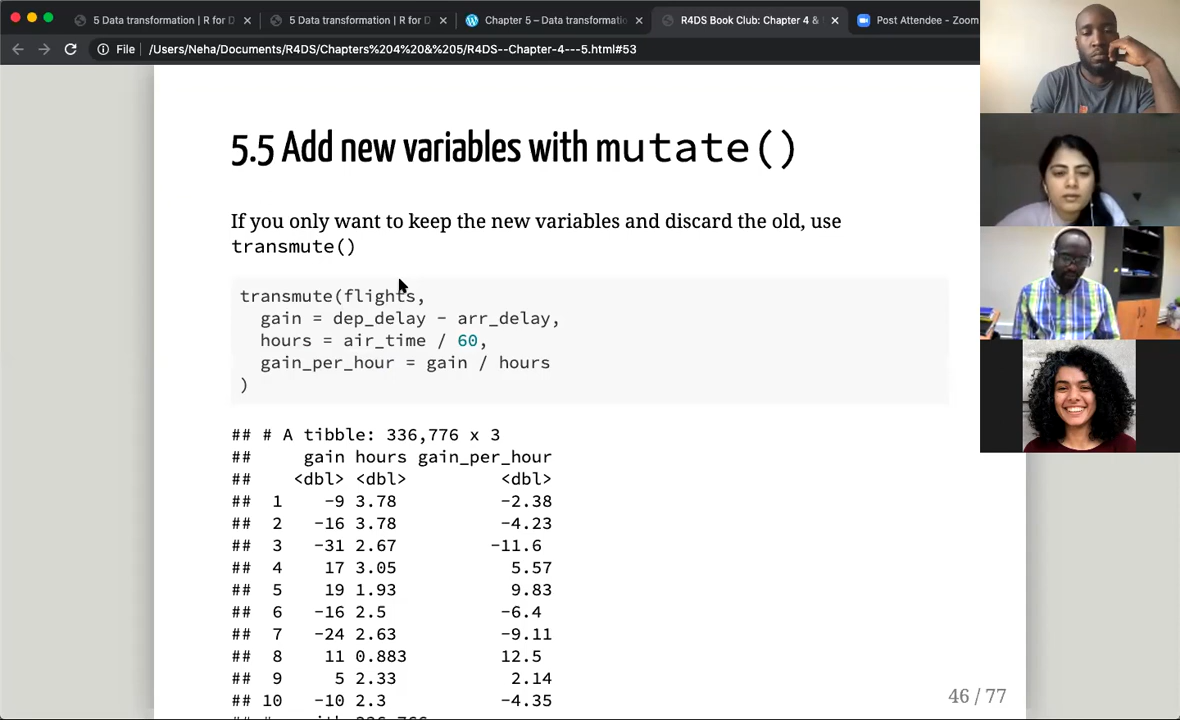 5 Data transformation | R for D
5 Data transformation | R for D
Chapter 5 – Data transformatio
R4DS Book Club: Chapter 4 &
Post Attendee - Zoom
File /Users/Neha/Documents/R4DS/Chapters%204%20&%205/R4DS--Chapter-4---5.html#53
5.5 Add new variables with mutate()
If you only want to keep the new variables and discard the old, use
transmute()
transmute(flights,
gain = dep_delay - arr_delay,
hours = air_time / 60,
gain_per_hour = gain / hours
)
## # A tibble: 336,776 x 3
## gain hours gain_per_hour
## <dbl> <dbl> <dbl>
## 1 -9 3.78 -2.38
## 2 -16 3.78 -4.23
## 3 -31 2.67 -11.6
## 4 17 3.05 5.57
## 5 19 1.93 9.83
## 6 -16 2.5 -6.4
## 7 -24 2.63 -9.11
## 8 11 0.883 12.5
## 9 5 2.33 2.14
## 10 -10 2.3 -4.35
46 / 77